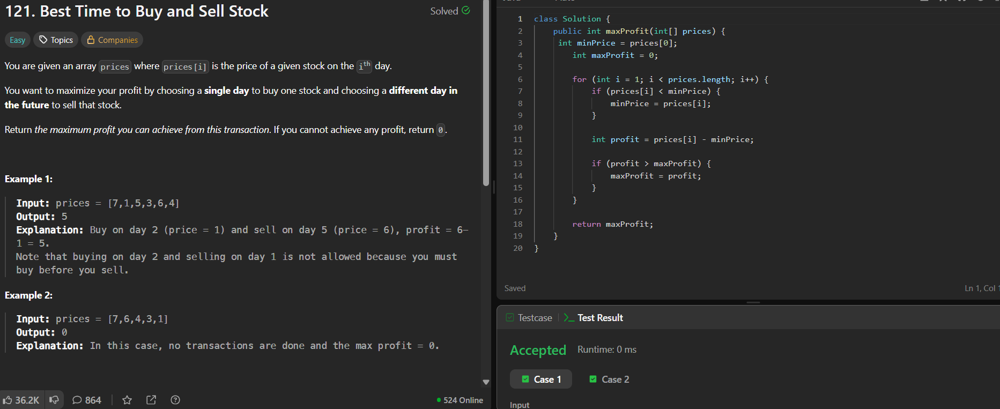 121. Best Time to Buy and Sell Stock
Solved
Easy
Topics
Companies
You are given an array prices where prices[i] is the price of a given stock on the ith day.
You want to maximize your profit by choosing a single day to buy one stock and choosing a different day in
the future to sell that stock.
Return the maximum profit you can achieve from this transaction. If you cannot achieve any profit, return 0.
Example 1:
Input: prices = [7,1,5,3,6,4]
Output: 5
Explanation: Buy on day 2 (price = 1) and sell on day 5 (price = 6), profit = 6-
1 = 5.
Note that buying on day 2 and selling on day 1 is not allowed because you must
buy before you sell.
Example 2:
Input: prices = [7,6,4,3,1]
Output: 0
Explanation: In this case, no transactions are done and the max profit = 0.
36.2K
864
524 Online
1 class Solution {
2 public int maxProfit(int[] prices) {
3 int minPrice = prices[0];
4 int maxProfit = 0;
5
6 for (int i = 1; i < prices.length; i++) {
7 if (prices[i] < minPrice) {
8 minPrice = prices[i];
9 }
10
11 int profit = prices[i] - minPrice;
12
13 if (profit > maxProfit) {
14 maxProfit = profit;
15 }
16 }
17
18 return maxProfit;
19 }
20 }
Saved
Ln 1, Col 1
Testcase
Test Result
Accepted
Runtime: 0 ms
Case 1
Case 2
Input